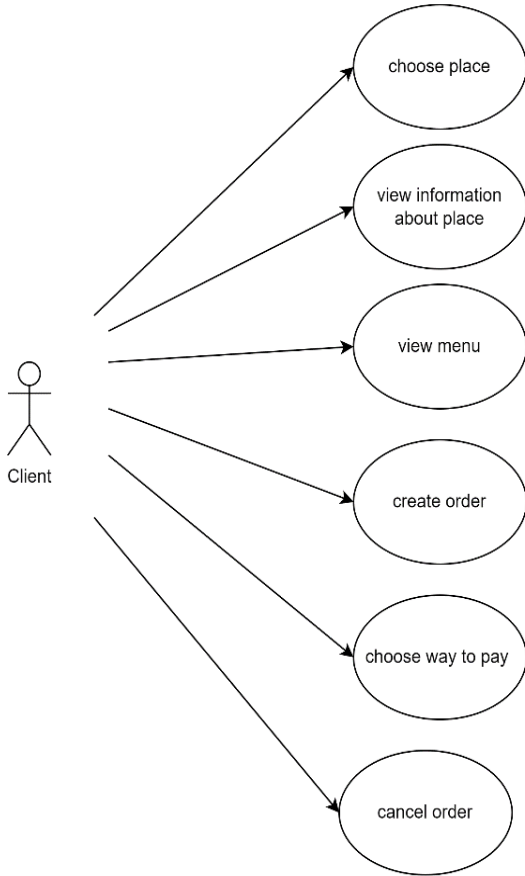 choose place
view information
about place
view menu
Client
create order
choose way to pay
cancel order